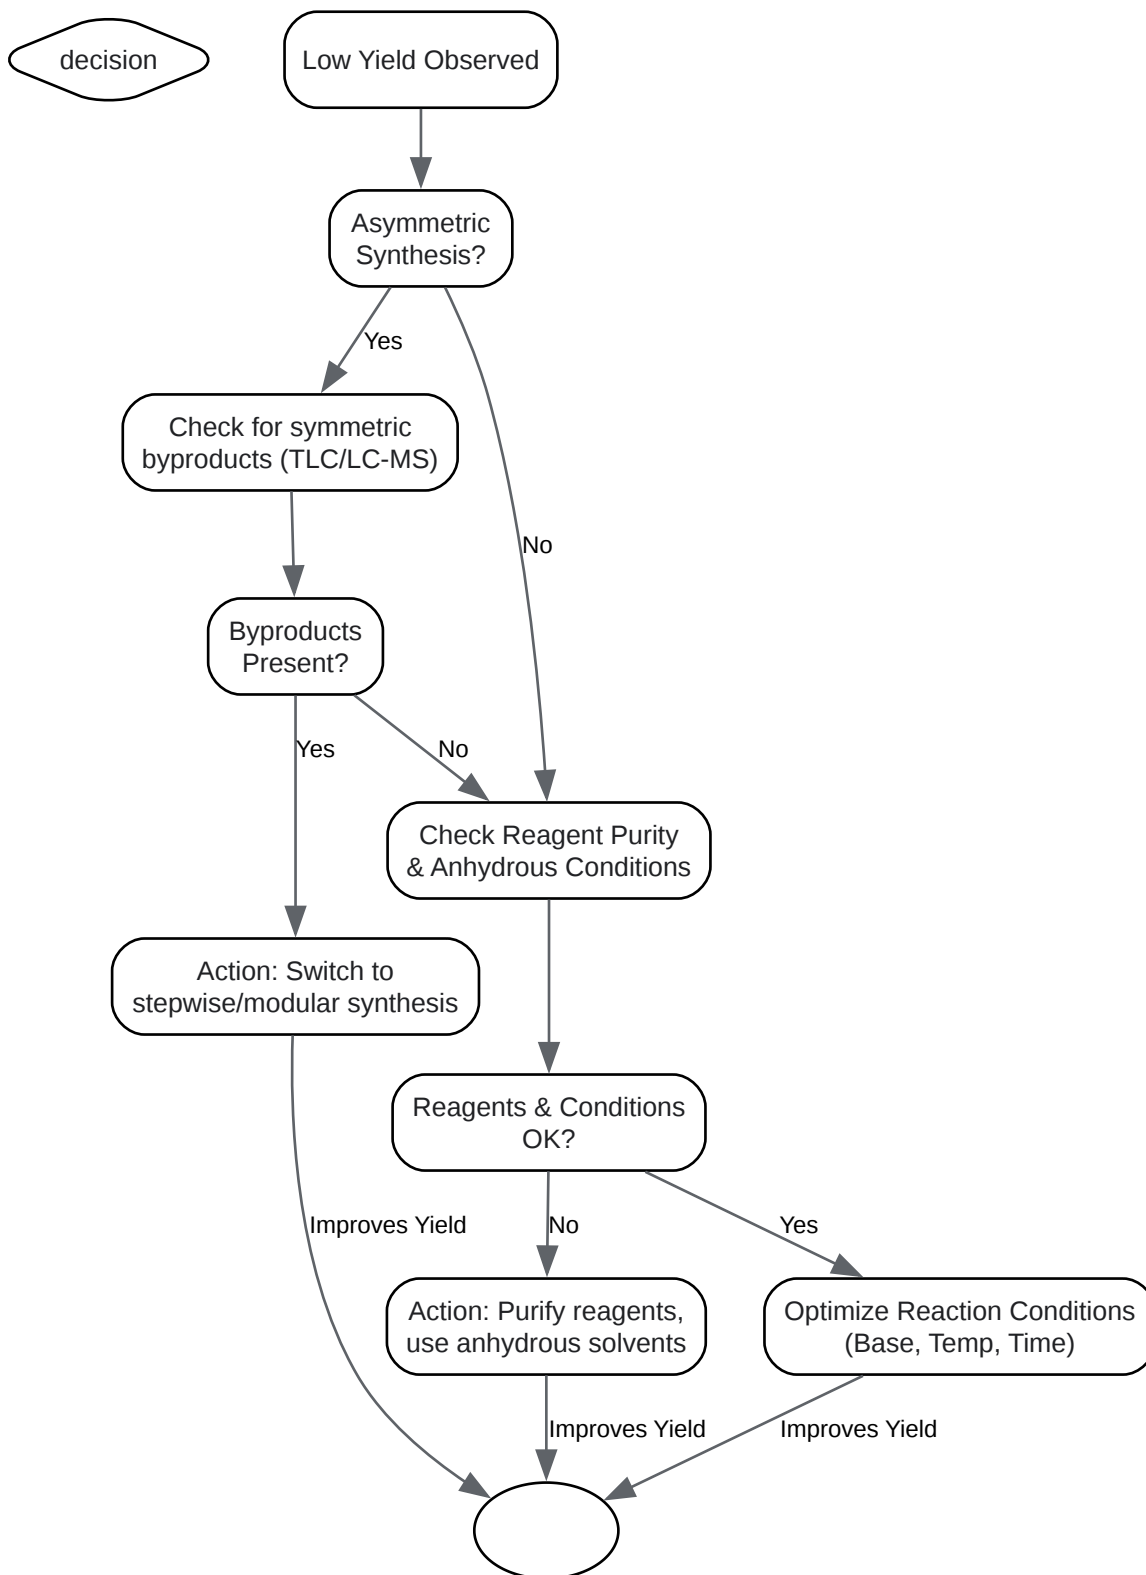 decision
Low Yield Observed
Asymmetric
Synthesis?
Yes
Check for symmetric
byproducts (TLC/LC-MS)
No
Byproducts
Present?
Yes
No
Check Reagent Purity
& Anhydrous Conditions
Action: Switch to
stepwise/modular synthesis
Reagents & Conditions
OK?
Improves Yield
No
Yes
Action: Purify reagents,
use anhydrous solvents
Optimize Reaction Conditions
(Base, Temp, Time)
Improves Yield
Improves Yield